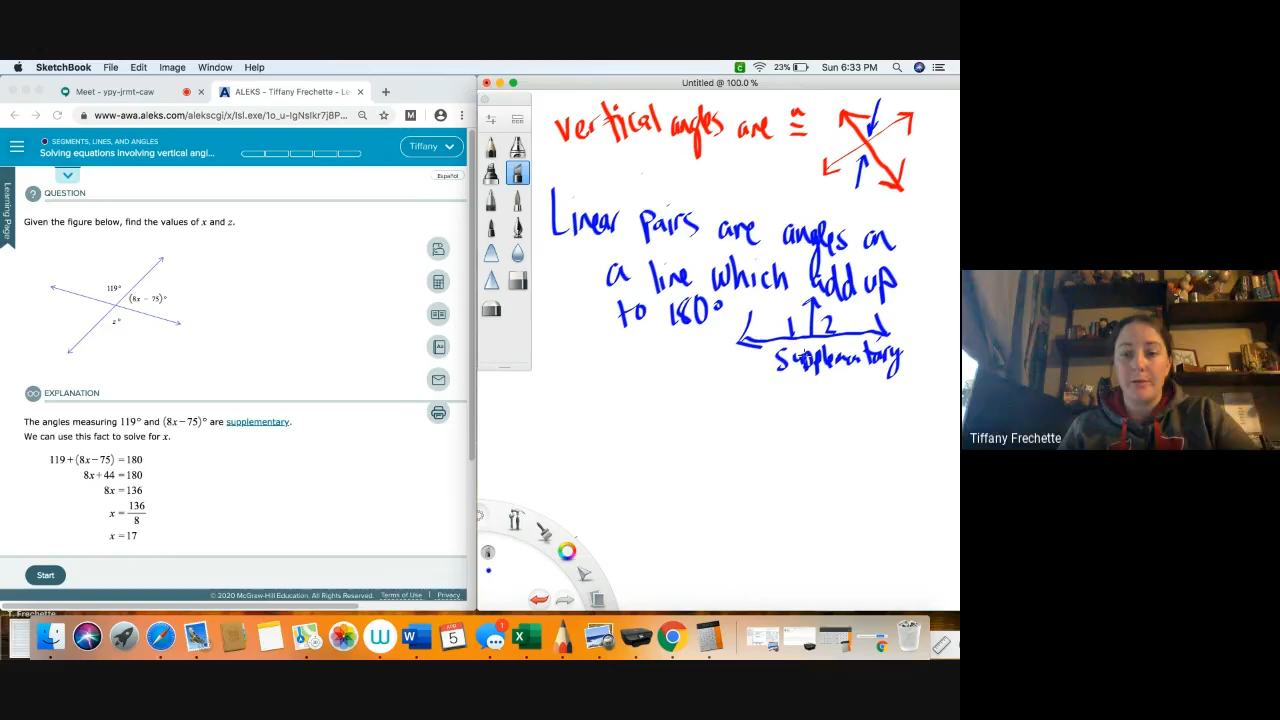 SketchBook File Edit Image Window Help
23% Sun 6:33 PM
Meet - ypy-jrmt-caw
ALEKS - Tiffany Frechette - Le
www-awa.aleks.com/alekscgi/x/Isl.exe/1o_u-IgNsIkr7j8P...
SEGMENTS, LINES, AND ANGLES
Solving equations involving vertical angl...
Tiffany
Español
Learning Page
QUESTION
Given the figure below, find the values of x and z.
119°
(8x − 75)°
z°
EXPLANATION
The angles measuring 119° and (8x−75)° are supplementary.
We can use this fact to solve for x.
119+(8x−75) =180
8x+44 =180
8x=136
x = 136/8
x =17
Start
© 2020 McGraw-Hill Education. All Rights Reserved. Terms of Use | Privacy
T. Frechette
Untitled @ 100.0 %
vertical angles are ≅
Linear pairs are angles on
a line which add up
to 180°
1 2
supplementary
Tiffany Frechette